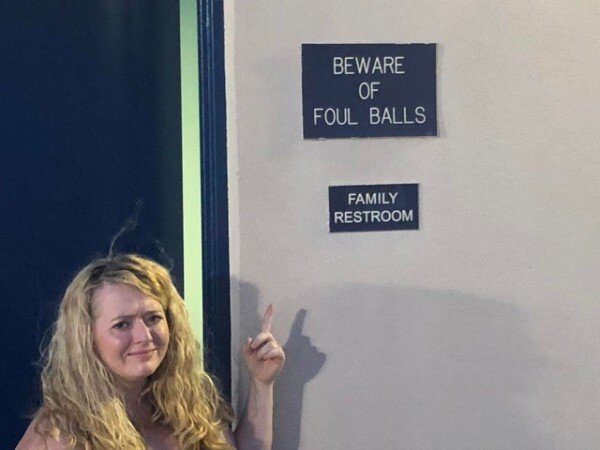 BEWARE
OF
FOUL BALLS
FAMILY
RESTROOM